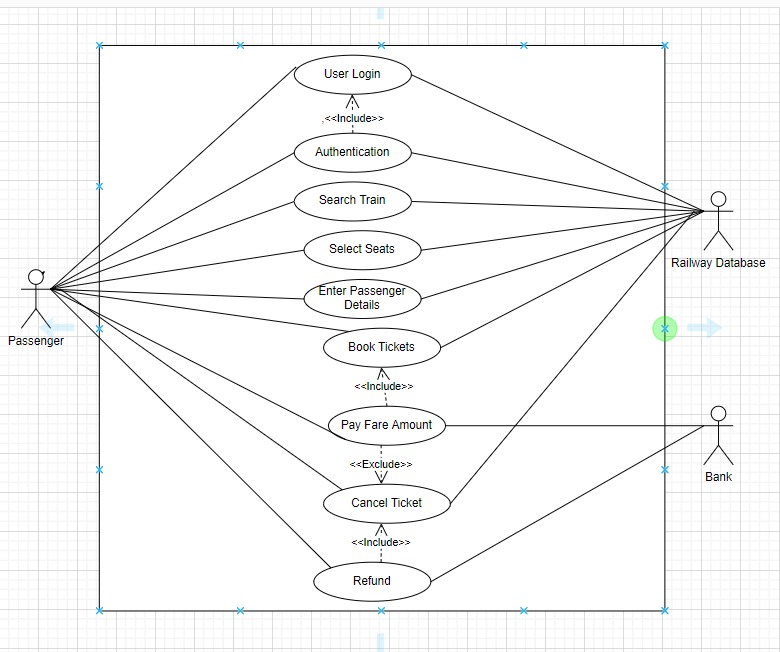 User Login
<<Include>>
Authentication
Search Train
Select Seats
Railway Database
Enter Passenger
Details
Passenger
Book Tickets
<<Include>>
Pay Fare Amount
<<Exclude>>
Bank
Cancel Ticket
<<Include>>
Refund